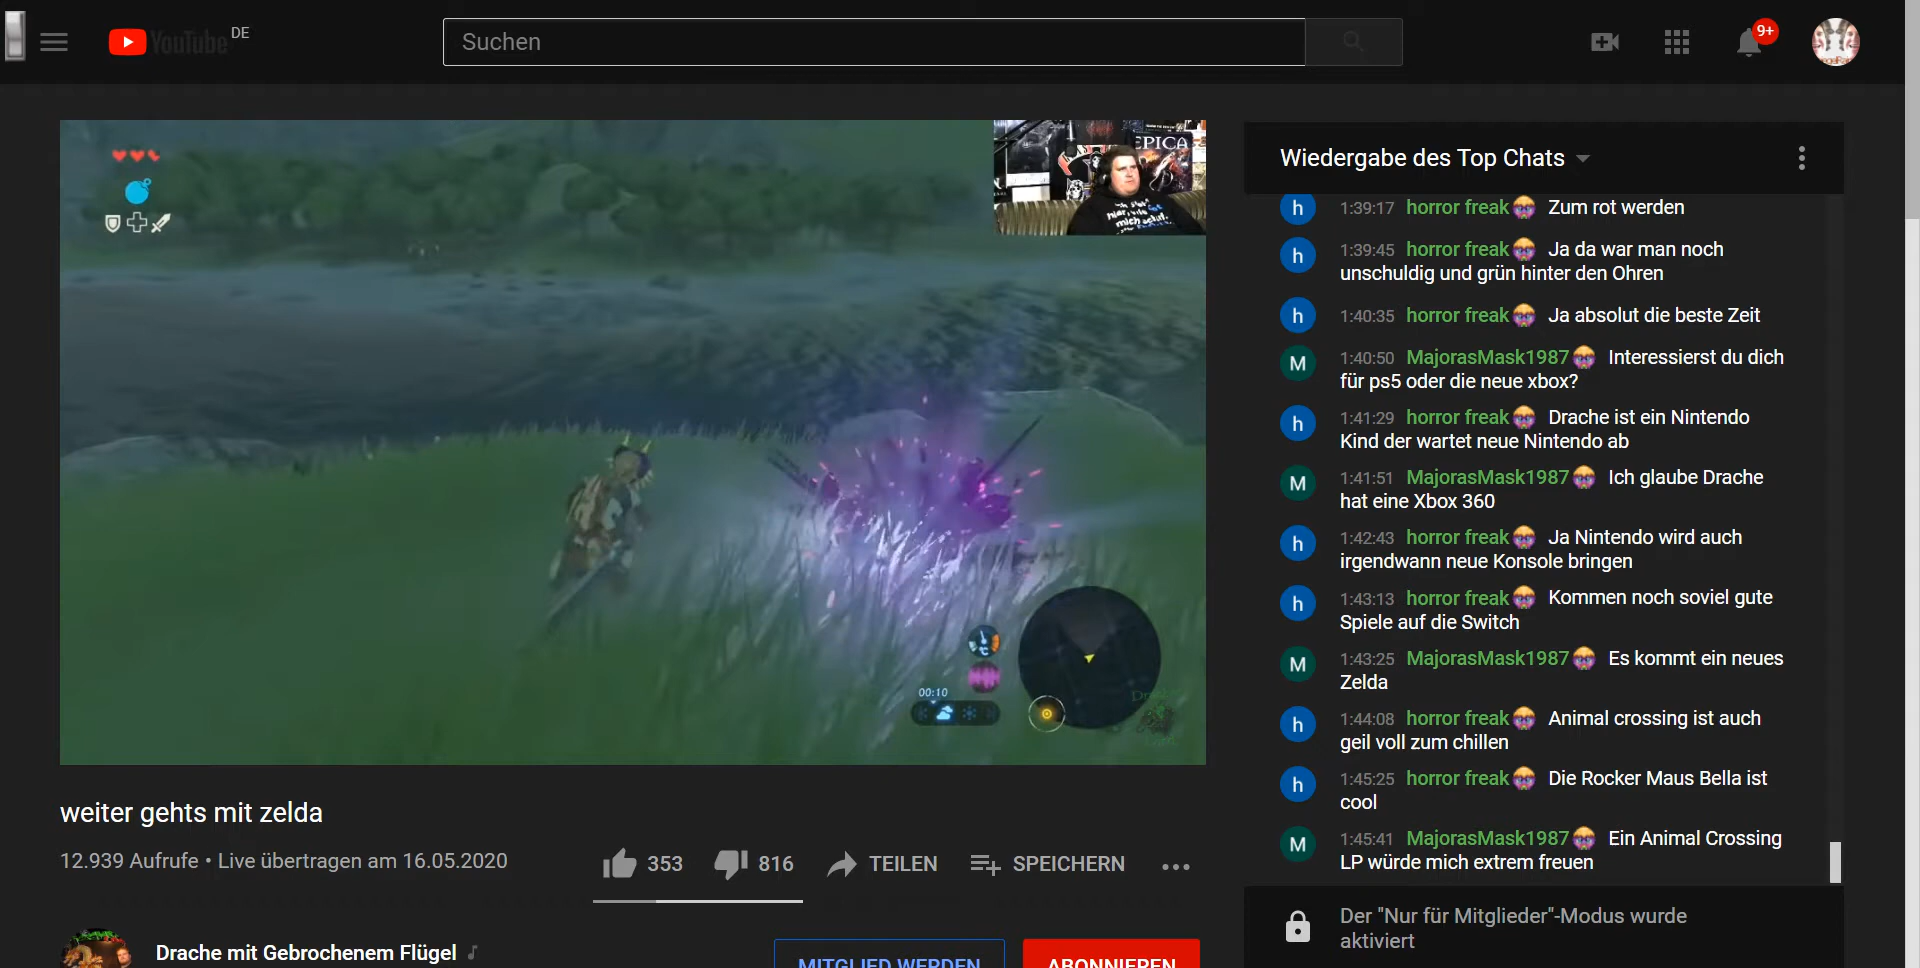 YouTube DE
Suchen
9+
EPICA
00:10
weiter gehts mit zelda
12.939 Aufrufe • Live übertragen am 16.05.2020
353
816
TEILEN
SPEICHERN
Drache mit Gebrochenem Flügel
MITGLIED WERDEN
ABONNIEREN
Wiedergabe des Top Chats
h 1:39:17 horror freak Zum rot werden
h 1:39:45 horror freak Ja da war man noch
unschuldig und grün hinter den Ohren
h 1:40:35 horror freak Ja absolut die beste Zeit
M 1:40:50 MajorasMask1987 Interessierst du dich
für ps5 oder die neue xbox?
h 1:41:29 horror freak Drache ist ein Nintendo
Kind der wartet neue Nintendo ab
M 1:41:51 MajorasMask1987 Ich glaube Drache
hat eine Xbox 360
h 1:42:43 horror freak Ja Nintendo wird auch
irgendwann neue Konsole bringen
h 1:43:13 horror freak Kommen noch soviel gute
Spiele auf die Switch
M 1:43:25 MajorasMask1987 Es kommt ein neues
Zelda
h 1:44:08 horror freak Animal crossing ist auch
geil voll zum chillen
h 1:45:25 horror freak Die Rocker Maus Bella ist
cool
M 1:45:41 MajorasMask1987 Ein Animal Crossing
LP würde mich extrem freuen
Der "Nur für Mitglieder"-Modus wurde
aktiviert